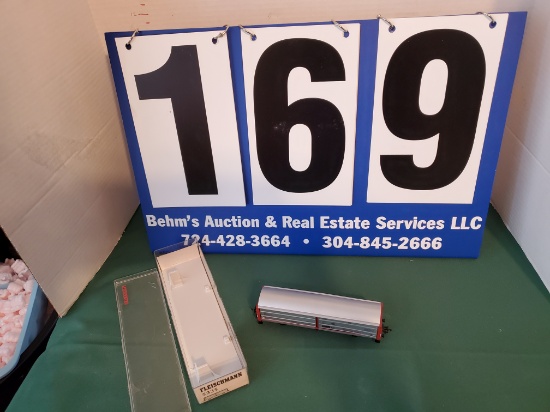 169
Behm's Auction & Real Estate Services LLC
724-428-3664 • 304-845-2666
FLEISCHMANN